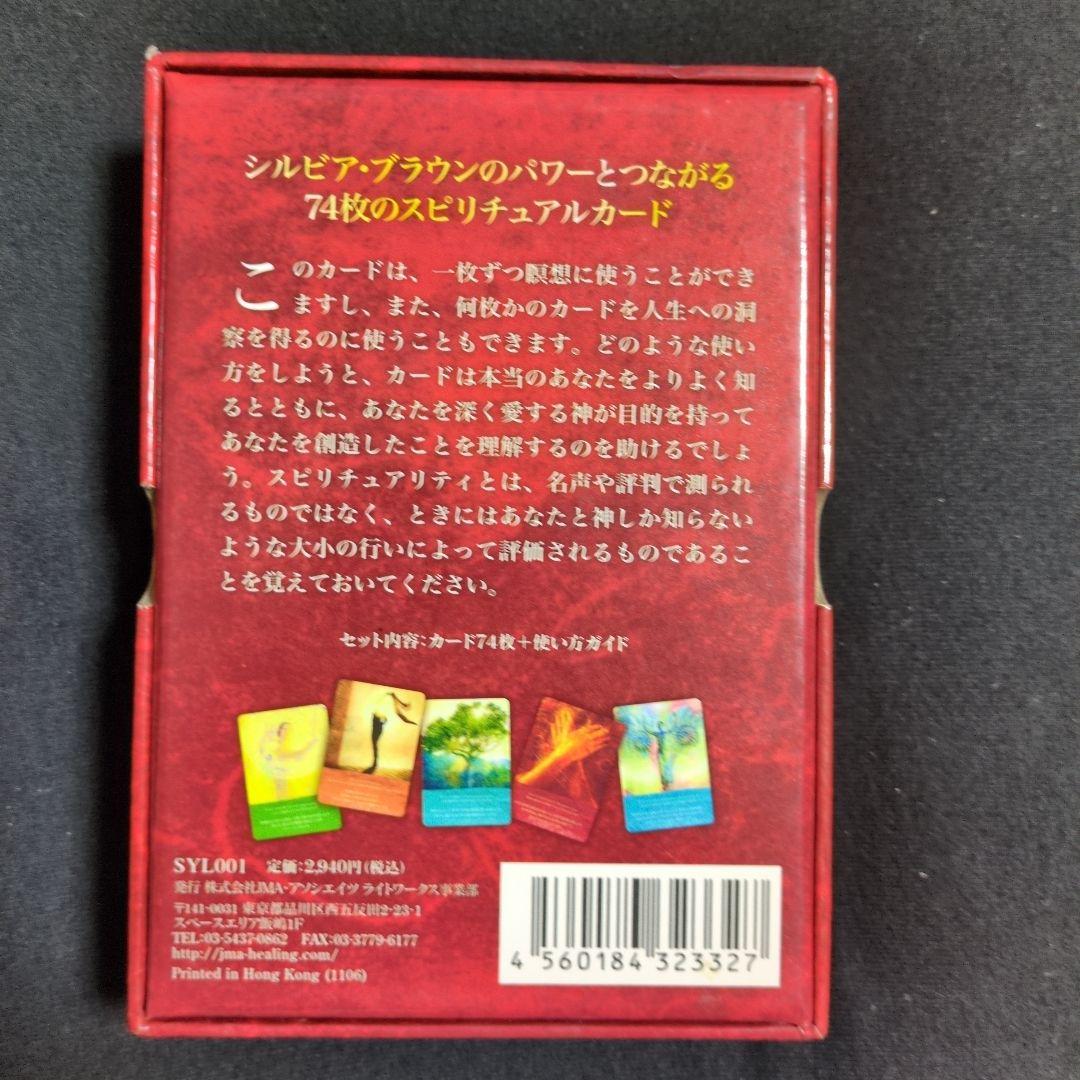 シルビア・ブラウンのパワーとつながる
74枚のスピリチュアルカード
このカードは、一枚ずつ瞑想に使うことができ
ますし、また、何枚かのカードを人生への洞
察を得るのに使うこともできます。どのような使い
方をしようと、カードは本当のあなたをよりよく知
るとともに、あなたを深く愛する神が目的を持って
あなたを創造したことを理解するのを助けるでしょ
う。スピリチュアリティとは、名声や評判で測られ
るものではなく、ときにはあなたと神しか知らない
ような大小の行いによって評価されるものであるこ
とを覚えておいてください。
セット内容:カード74枚+使い方ガイド
SYL001 定価:2,940円(税込)
発行 株式会社JMA・アソシエイツ ライトワークス事業部
〒141-0031 東京都品川区西五反田2-23-1
スペースエリア飯嶋1F
TEL:03-5437-0862 FAX:03-3779-6177
http://jma-healing.com/
Printed in Hong Kong (1106)
4 560184 323327